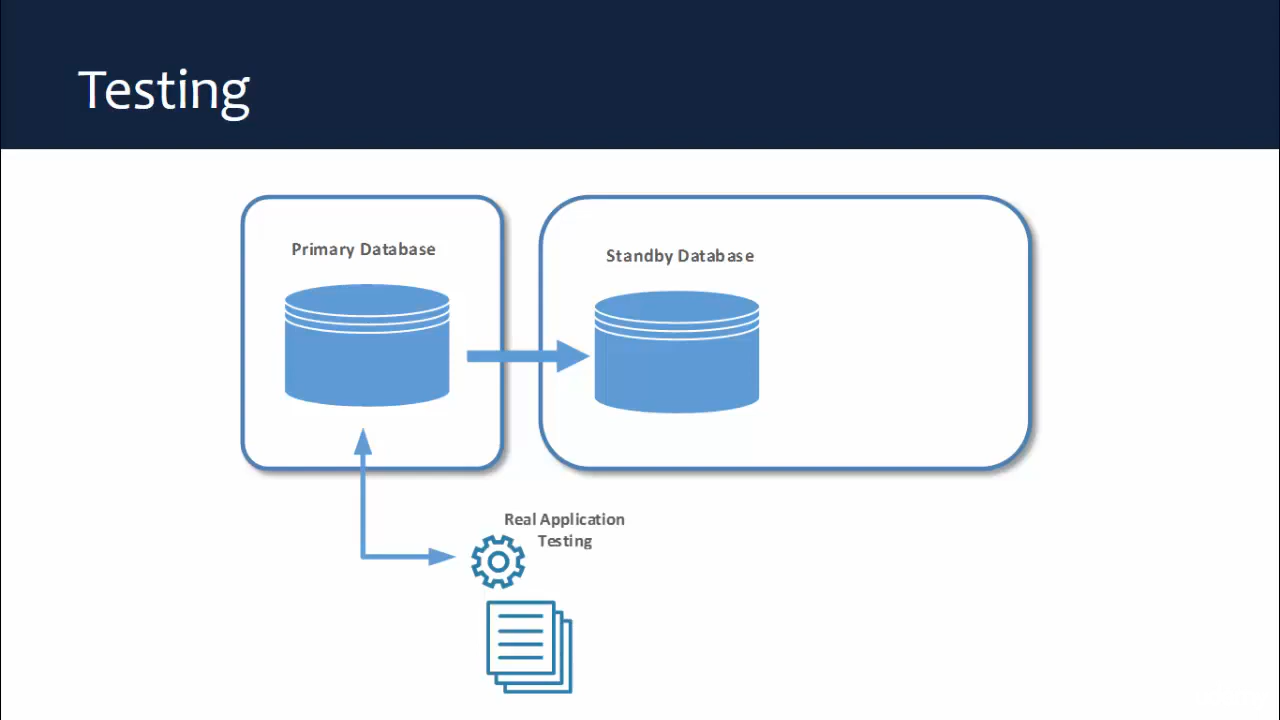 Testing
Primary Database
Standby Database
Real Application
Testing